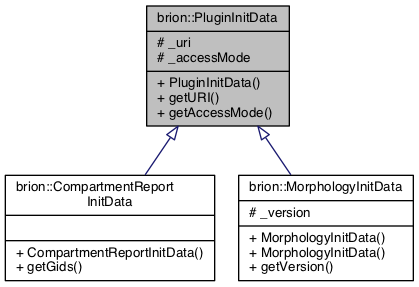 brion::PluginInitData
# _uri
# _accessMode
+ PluginInitData()
+ getURI()
+ getAccessMode()
brion::CompartmentReport
InitData
+ CompartmentReportInitData()
+ getGids()
brion::MorphologyInitData
# _version
+ MorphologyInitData()
+ MorphologyInitData()
+ getVersion()